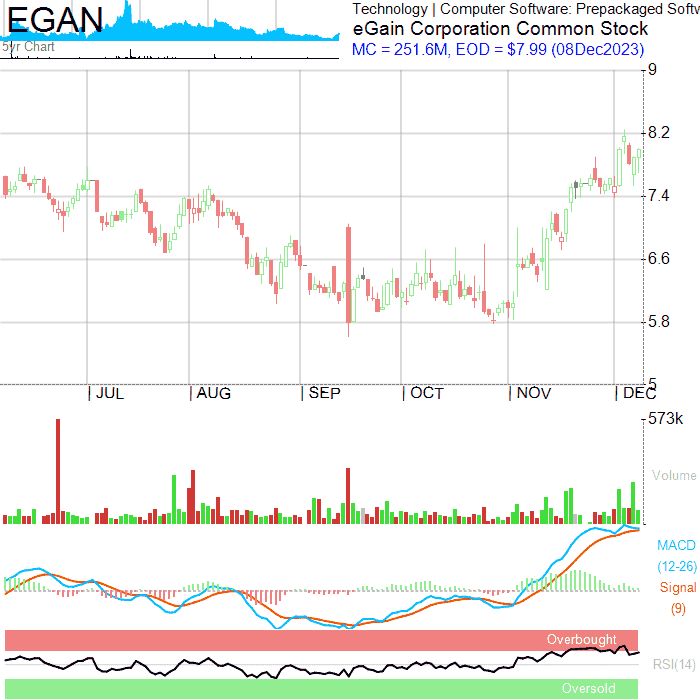 EGAN
5yr Chart
Technology | Computer Software: Prepackaged Softw
eGain Corporation Common Stock
MC = 251.6M, EOD = $7.99 (08Dec2023)
9
8.2
7.4
6.6
5.8
5
JUL AUG SEP OCT NOV DEC
573k
Volume
MACD
(12-26)
Signal
(9)
Overbought
RSI(14)
Oversold